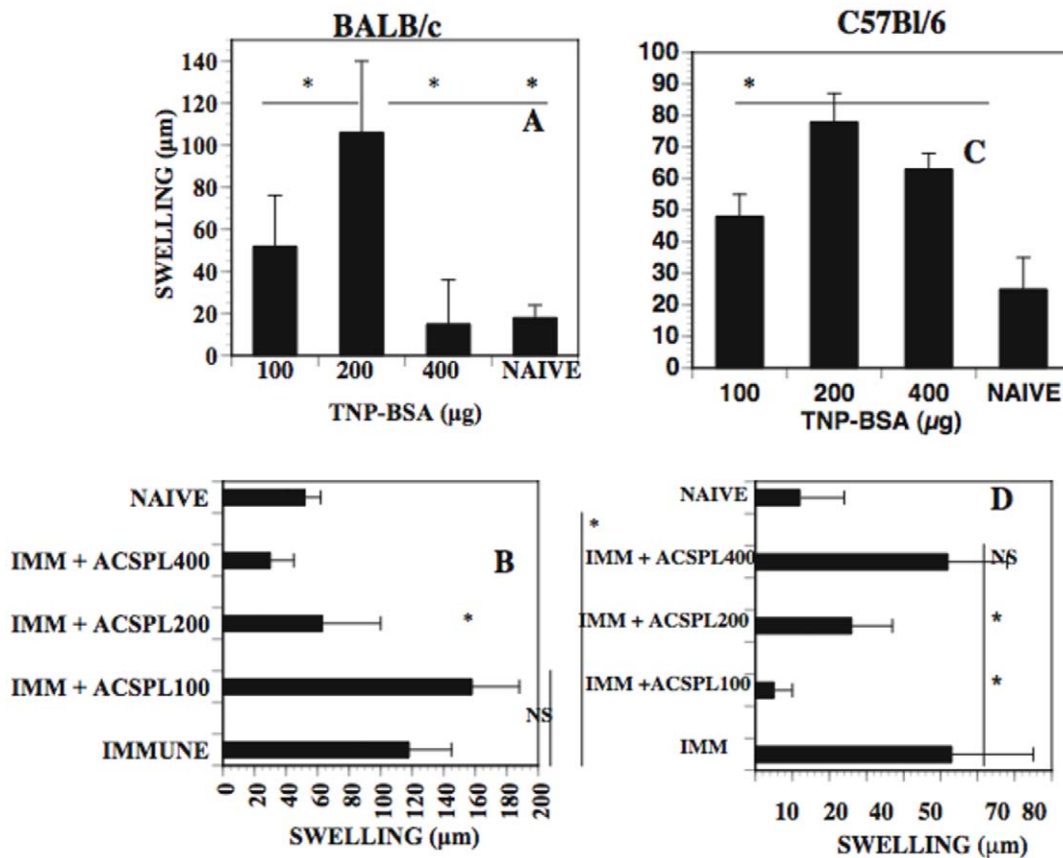 BALB/c
C57Bl/6
140
120
100
80
60
40
20
0
SWELLING (µm)
*
*
*
A
100
200
400
NAIVE
TNP-BSA (µg)
100
90
80
70
60
50
40
30
20
10
0
*
C
100
200
400
NAIVE
TNP-BSA (µg)
NAIVE
IMM + ACSPL400
IMM + ACSPL200
IMM + ACSPL100
IMMUNE
B
*
NS
0
20
40
60
80
100
120
140
160
180
200
SWELLING (µm)
*
NAIVE
IMM + ACSPL400
IMM + ACSPL200
IMM +ACSPL100
IMM
D
NS
*
*
10
20
40
50
70
80
SWELLING (µm)